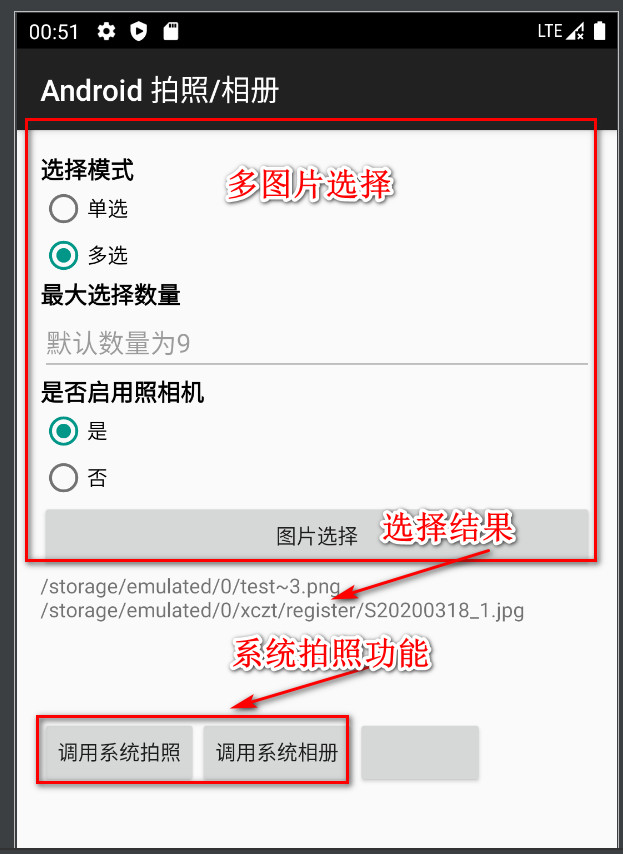 00:51 LTE
Android 拍照/相册
选择模式
多图片选择
单选
多选
最大选择数量
默认数量为9
是否启用照相机
是
否
图片选择
选择结果
/storage/emulated/0/test~3.png
/storage/emulated/0/xczt/register/S20200318_1.jpg
系统拍照功能
调用系统拍照 调用系统相册